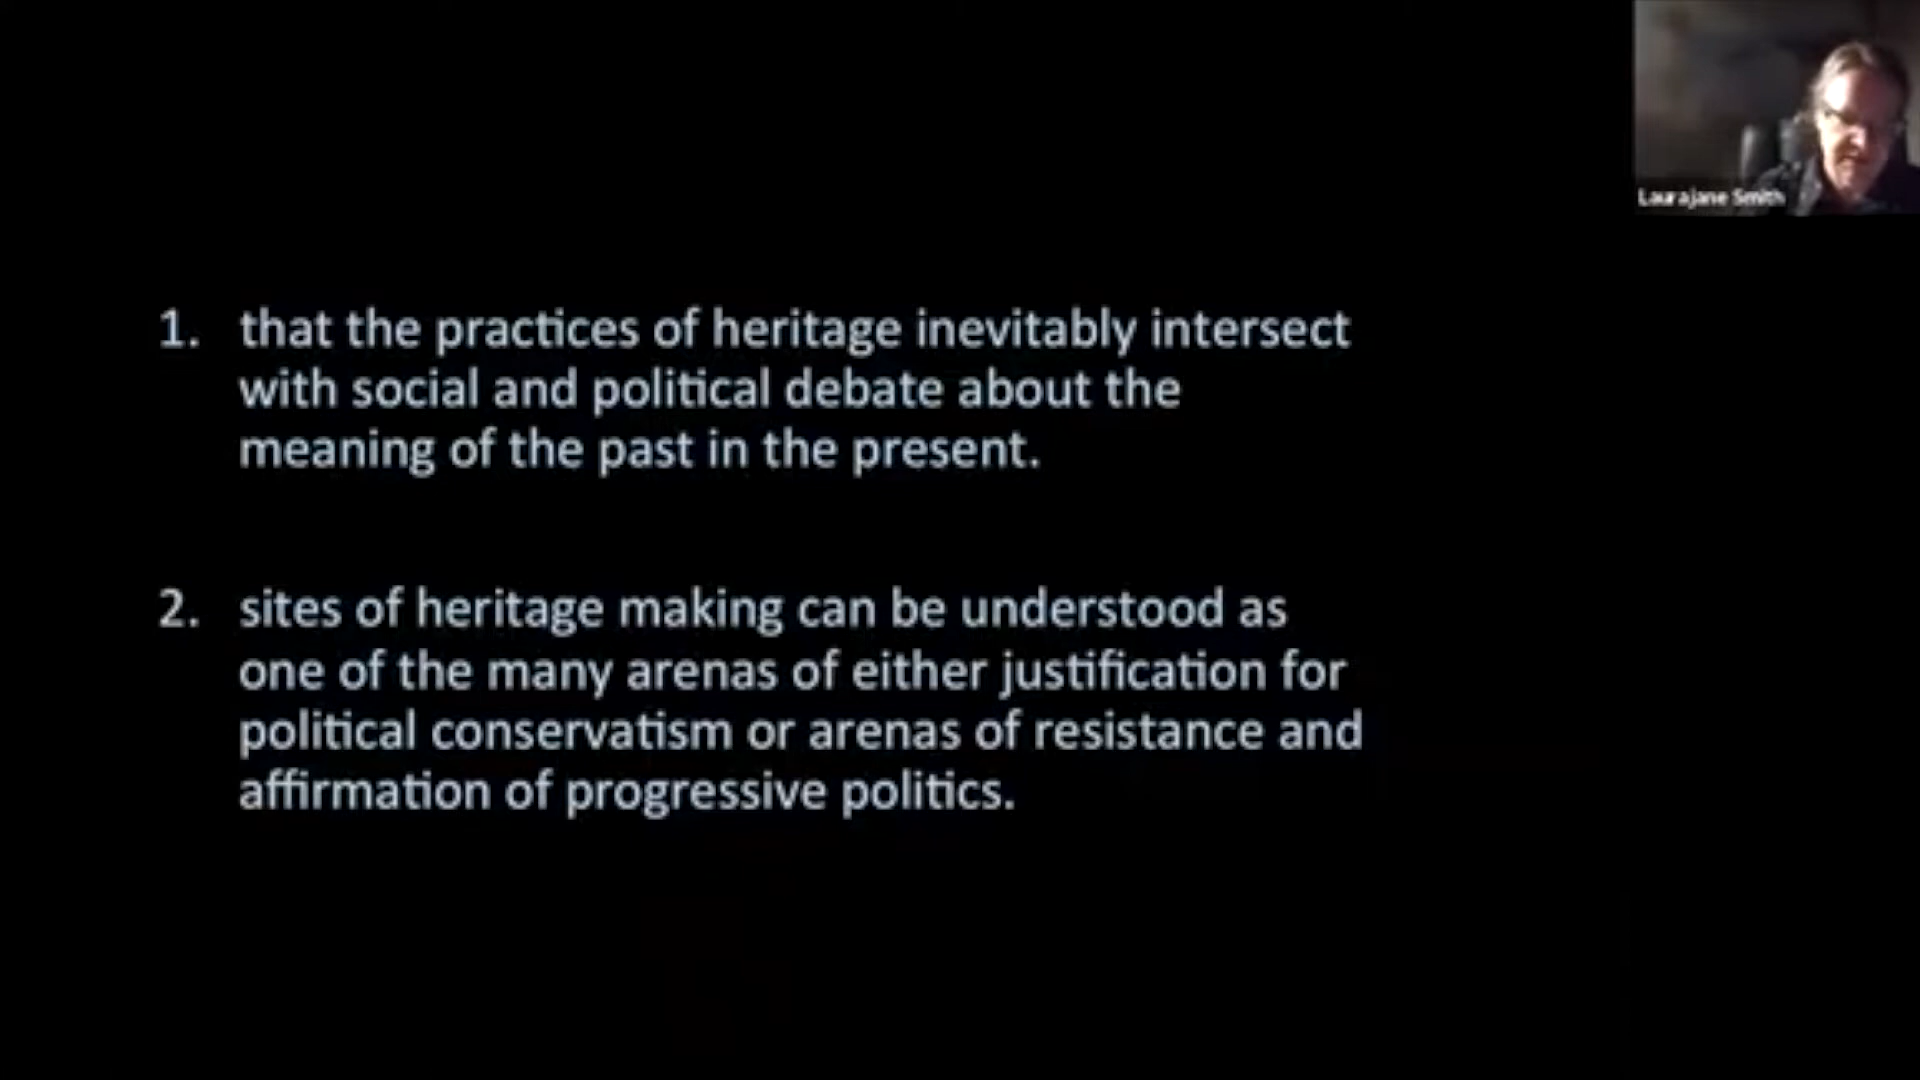 Laurajane Smith
1. that the practices of heritage inevitably intersect
with social and political debate about the
meaning of the past in the present.
2. sites of heritage making can be understood as
one of the many arenas of either justification for
political conservatism or arenas of resistance and
affirmation of progressive politics.